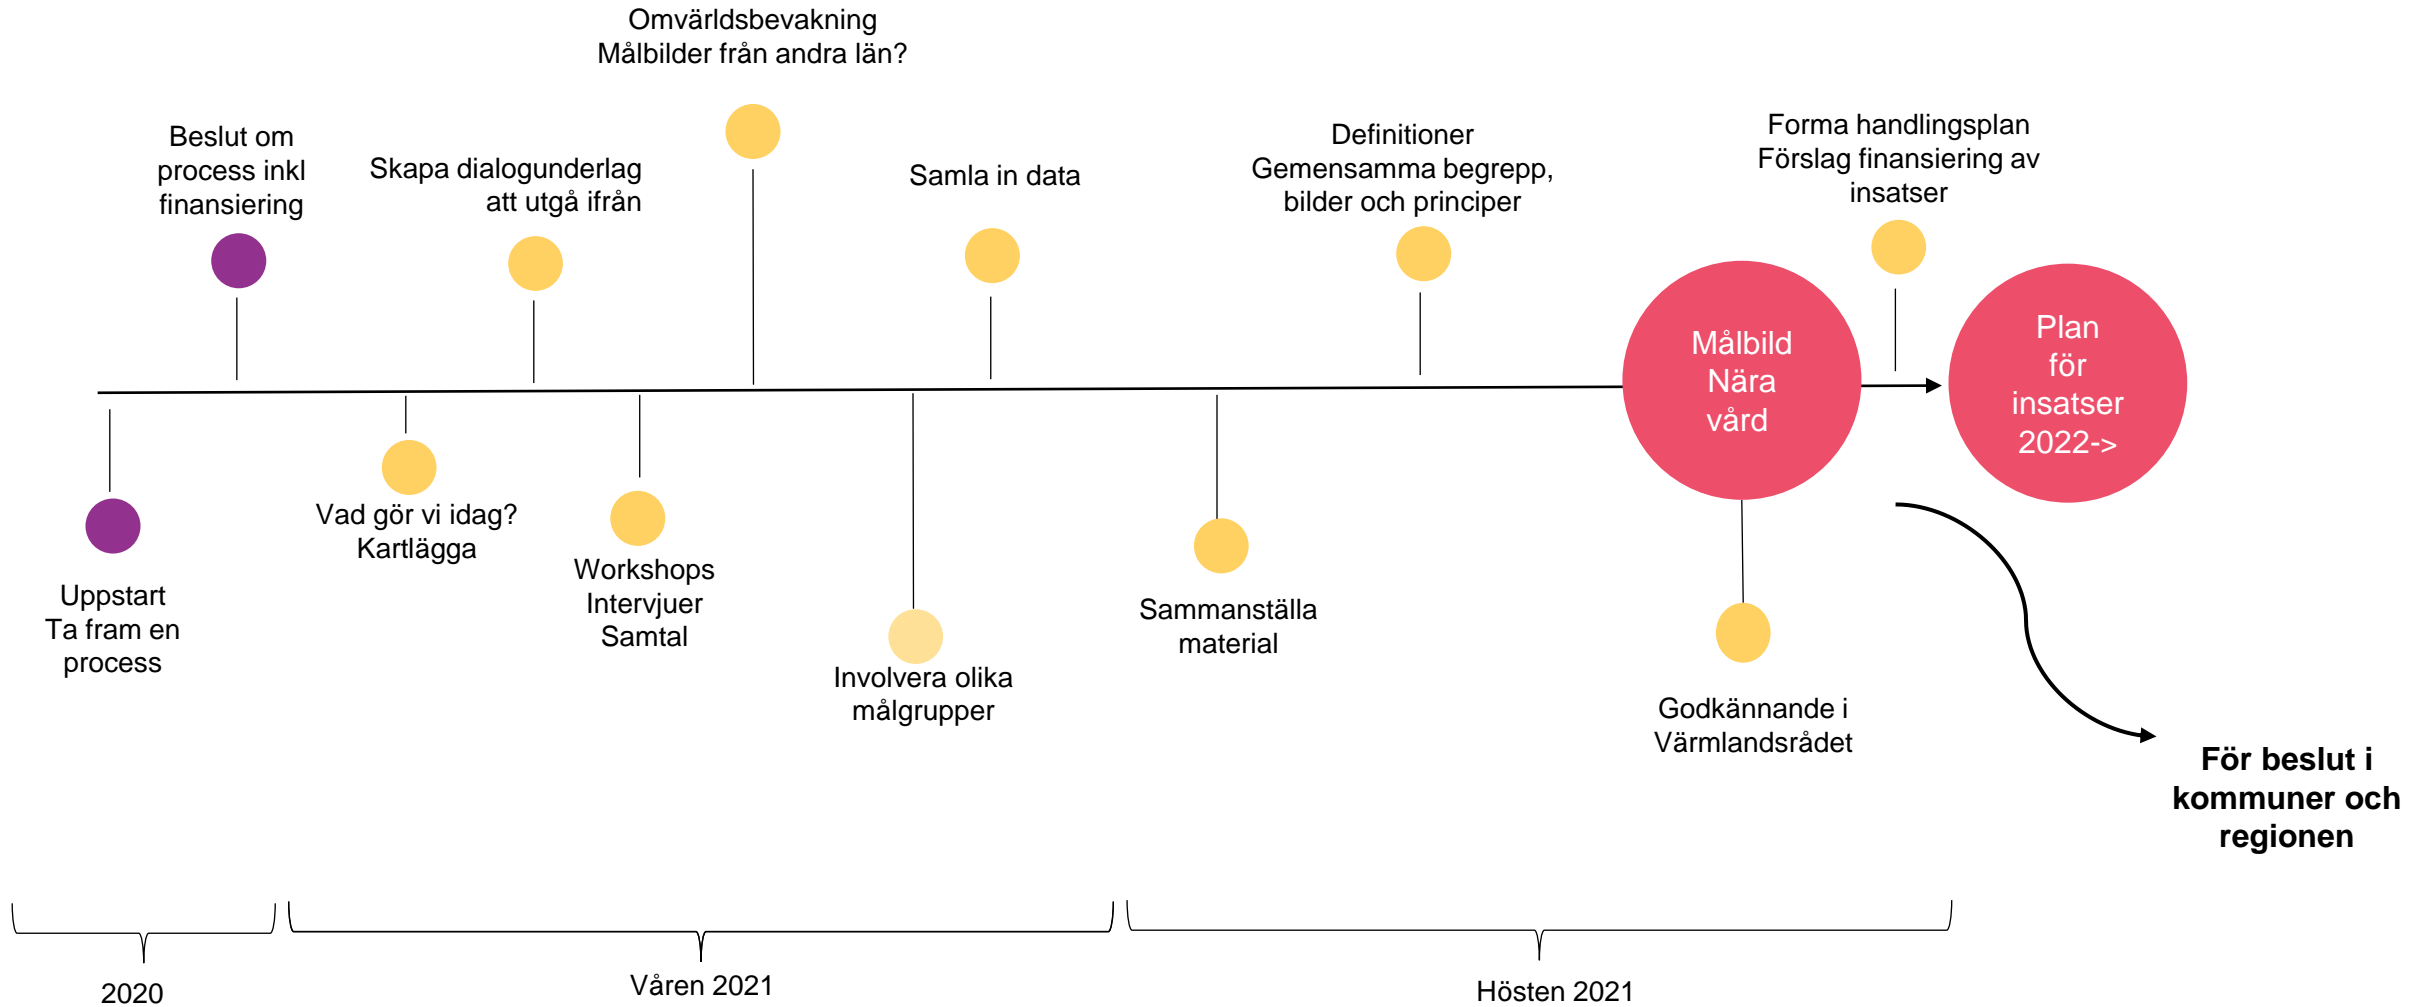 Omvärldsbevakning
Målbilder från andra län?
Beslut om
process inkl
finansiering
Skapa dialogunderlag
att utgå ifrån
Samla in data
Definitioner
Gemensamma begrepp,
bilder och principer
Forma handlingsplan
Förslag finansiering av
insatser
Målbild
Nära
vård
Plan
för
insatser
2022->
Uppstart
Ta fram en
process
Vad gör vi idag?
Kartlägga
Workshops
Intervjuer
Samtal
Involvera olika
målgrupper
Sammanställa
material
Godkännande i
Värmlandsrådet
För beslut i
kommuner och
regionen
2020
Våren 2021
Hösten 2021